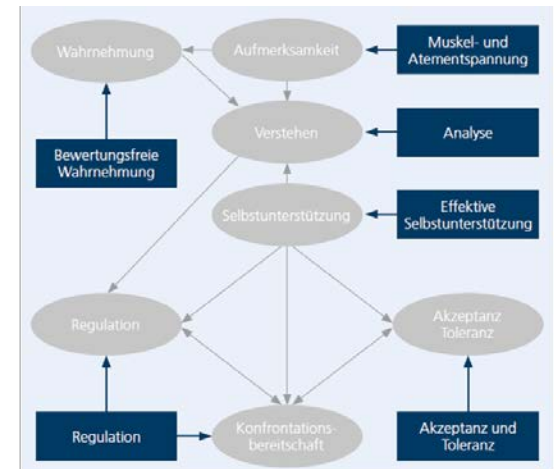 Wahrnehmung
Aufmerksamkeit
Muskel- und
Atementspannung
Verstehen
Analyse
Bewertungsfreie
Wahrnehmung
Selbstunterstützung
Effektive
Selbstunterstützung
Regulation
Akzeptanz
Toleranz
Regulation
Konfrontations-
bereitschaft
Akzeptanz und
Toleranz